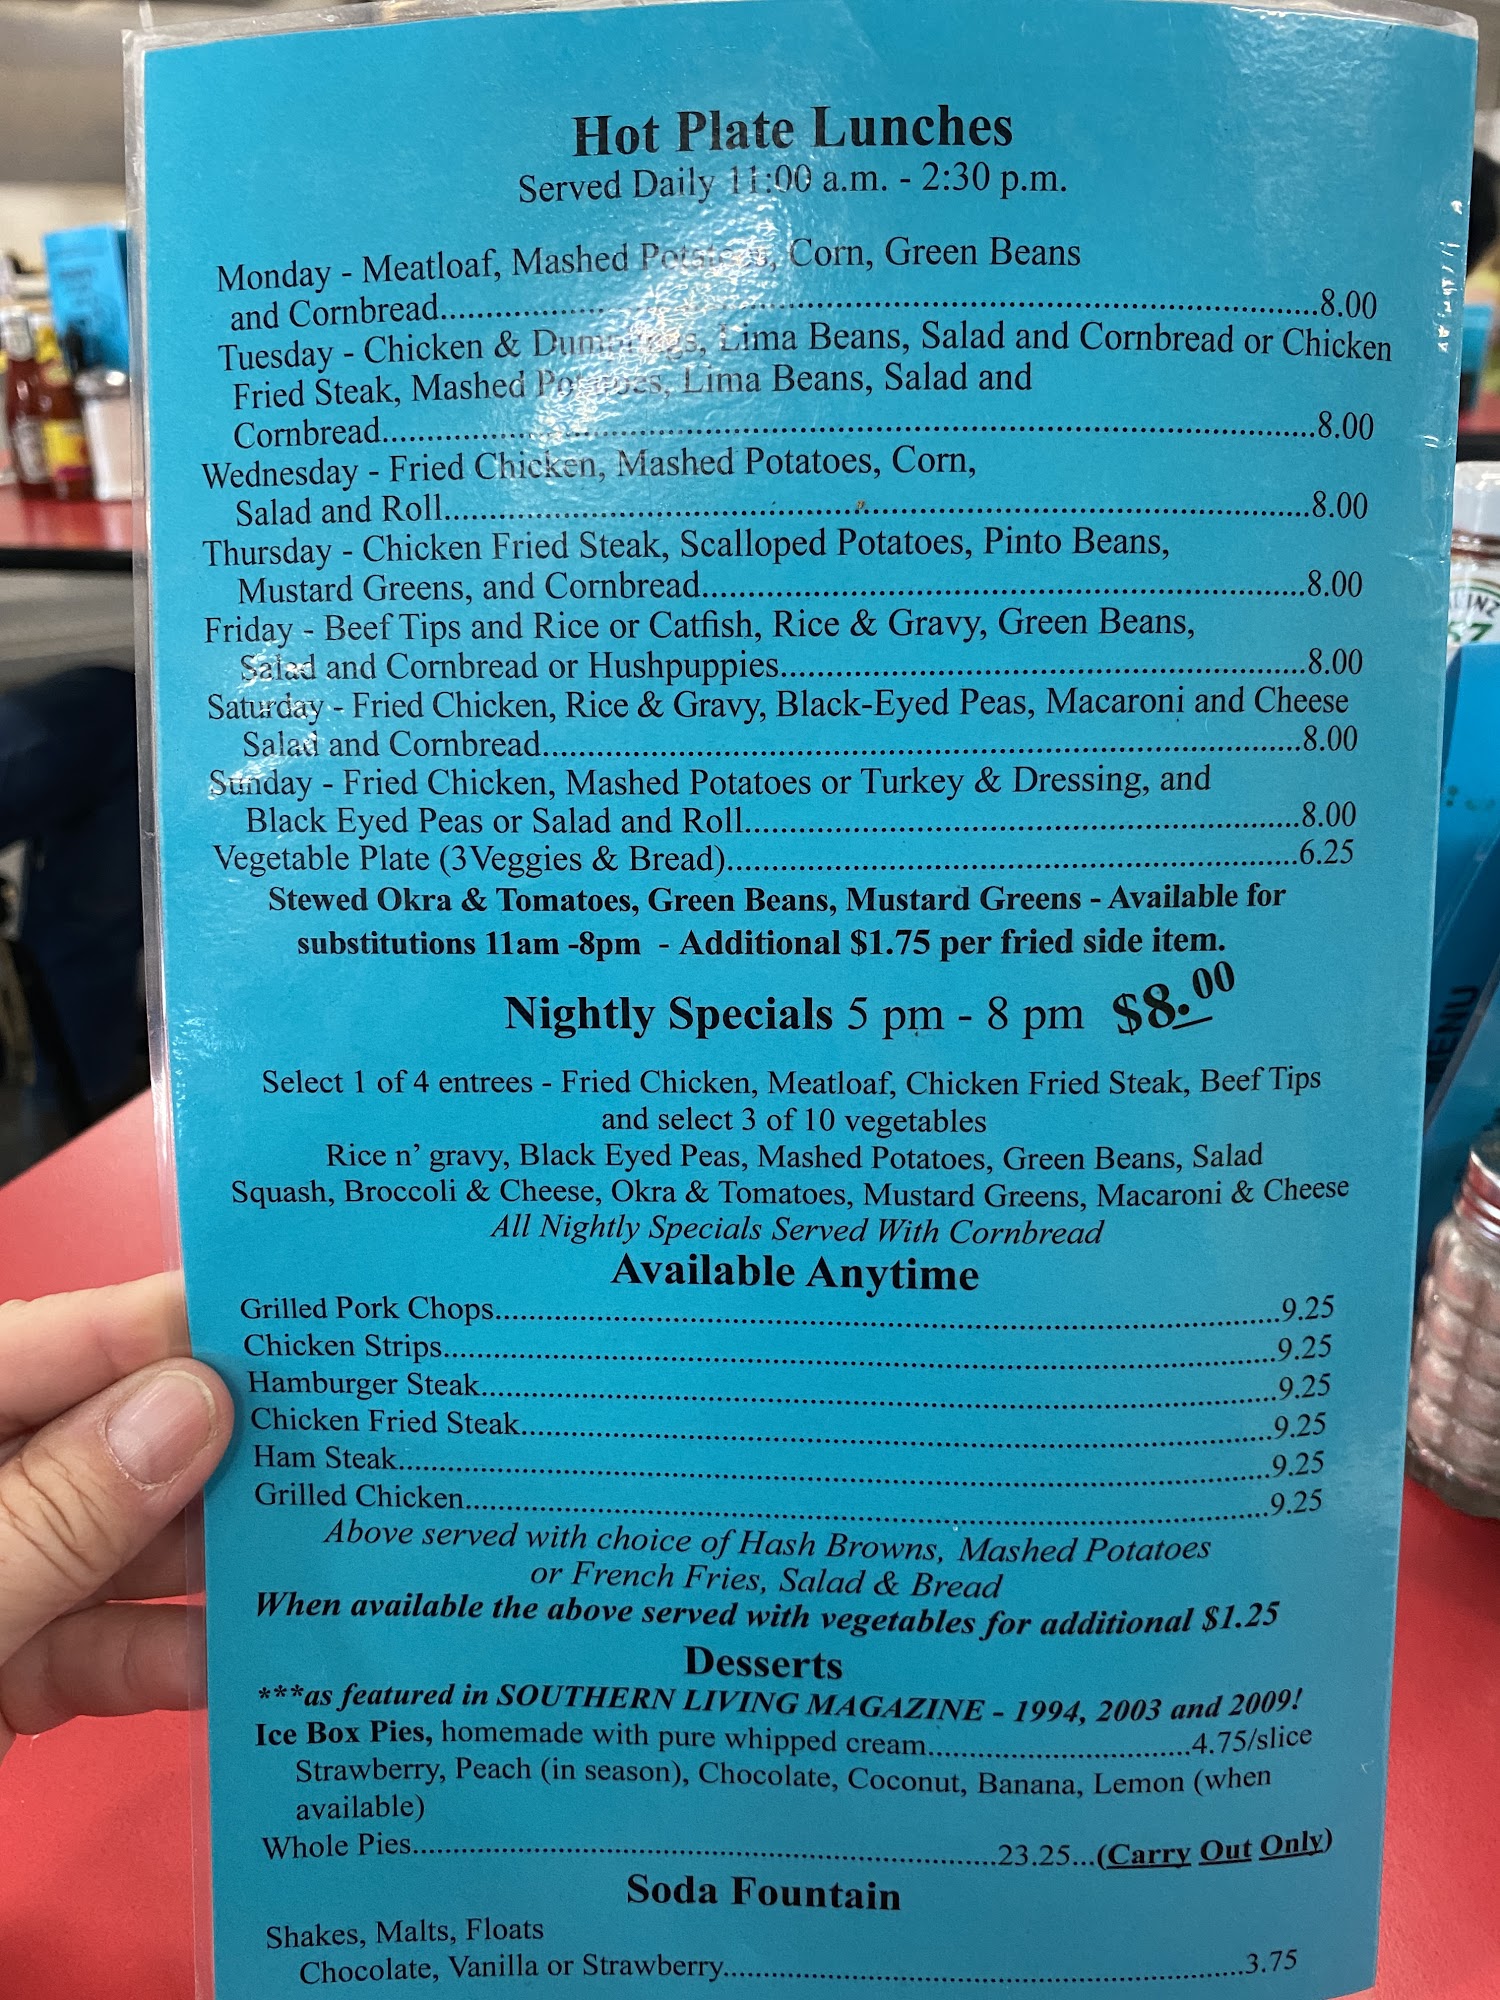 Hot Plate Lunches
Served Daily 11:00 a.m. - 2:30 p.m.
Monday - Meatloaf, Mashed Potatoes, Corn, Green Beans
and Cornbread..........8.00
Tuesday - Chicken & Dumplings, Lima Beans, Salad and Cornbread or Chicken
Fried Steak, Mashed Potatoes, Lima Beans, Salad and
Cornbread..........8.00
Wednesday - Fried Chicken, Mashed Potatoes, Corn,
Salad and Roll..........8.00
Thursday - Chicken Fried Steak, Scalloped Potatoes, Pinto Beans,
Mustard Greens, and Cornbread..........8.00
Friday - Beef Tips and Rice or Catfish, Rice & Gravy, Green Beans,
Salad and Cornbread or Hushpuppies..........8.00
Saturday - Fried Chicken, Rice & Gravy, Black-Eyed Peas, Macaroni and Cheese
Salad and Cornbread..........8.00
Sunday - Fried Chicken, Mashed Potatoes or Turkey & Dressing, and
Black Eyed Peas or Salad and Roll..........8.00
Vegetable Plate (3Veggies & Bread)..........6.25
Stewed Okra & Tomatoes, Green Beans, Mustard Greens - Available for
substitutions 11am -8pm - Additional $1.75 per fried side item.
Nightly Specials 5 pm - 8 pm $8.00
Select 1 of 4 entrees - Fried Chicken, Meatloaf, Chicken Fried Steak, Beef Tips
and select 3 of 10 vegetables
Rice n' gravy, Black Eyed Peas, Mashed Potatoes, Green Beans, Salad
Squash, Broccoli & Cheese, Okra & Tomatoes, Mustard Greens, Macaroni & Cheese
All Nightly Specials Served With Cornbread
Available Anytime
Grilled Pork Chops..........9.25
Chicken Strips..........9.25
Hamburger Steak..........9.25
Chicken Fried Steak..........9.25
Ham Steak..........9.25
Grilled Chicken..........9.25
Above served with choice of Hash Browns, Mashed Potatoes
or French Fries, Salad & Bread
When available the above served with vegetables for additional $1.25
Desserts
***as featured in SOUTHERN LIVING MAGAZINE - 1994, 2003 and 2009!
Ice Box Pies, homemade with pure whipped cream..........4.75/slice
Strawberry, Peach (in season), Chocolate, Coconut, Banana, Lemon (when
available)
Whole Pies..........23.25...(Carry Out Only)
Soda Fountain
Shakes, Malts, Floats
Chocolate, Vanilla or Strawberry..........3.75
MENU